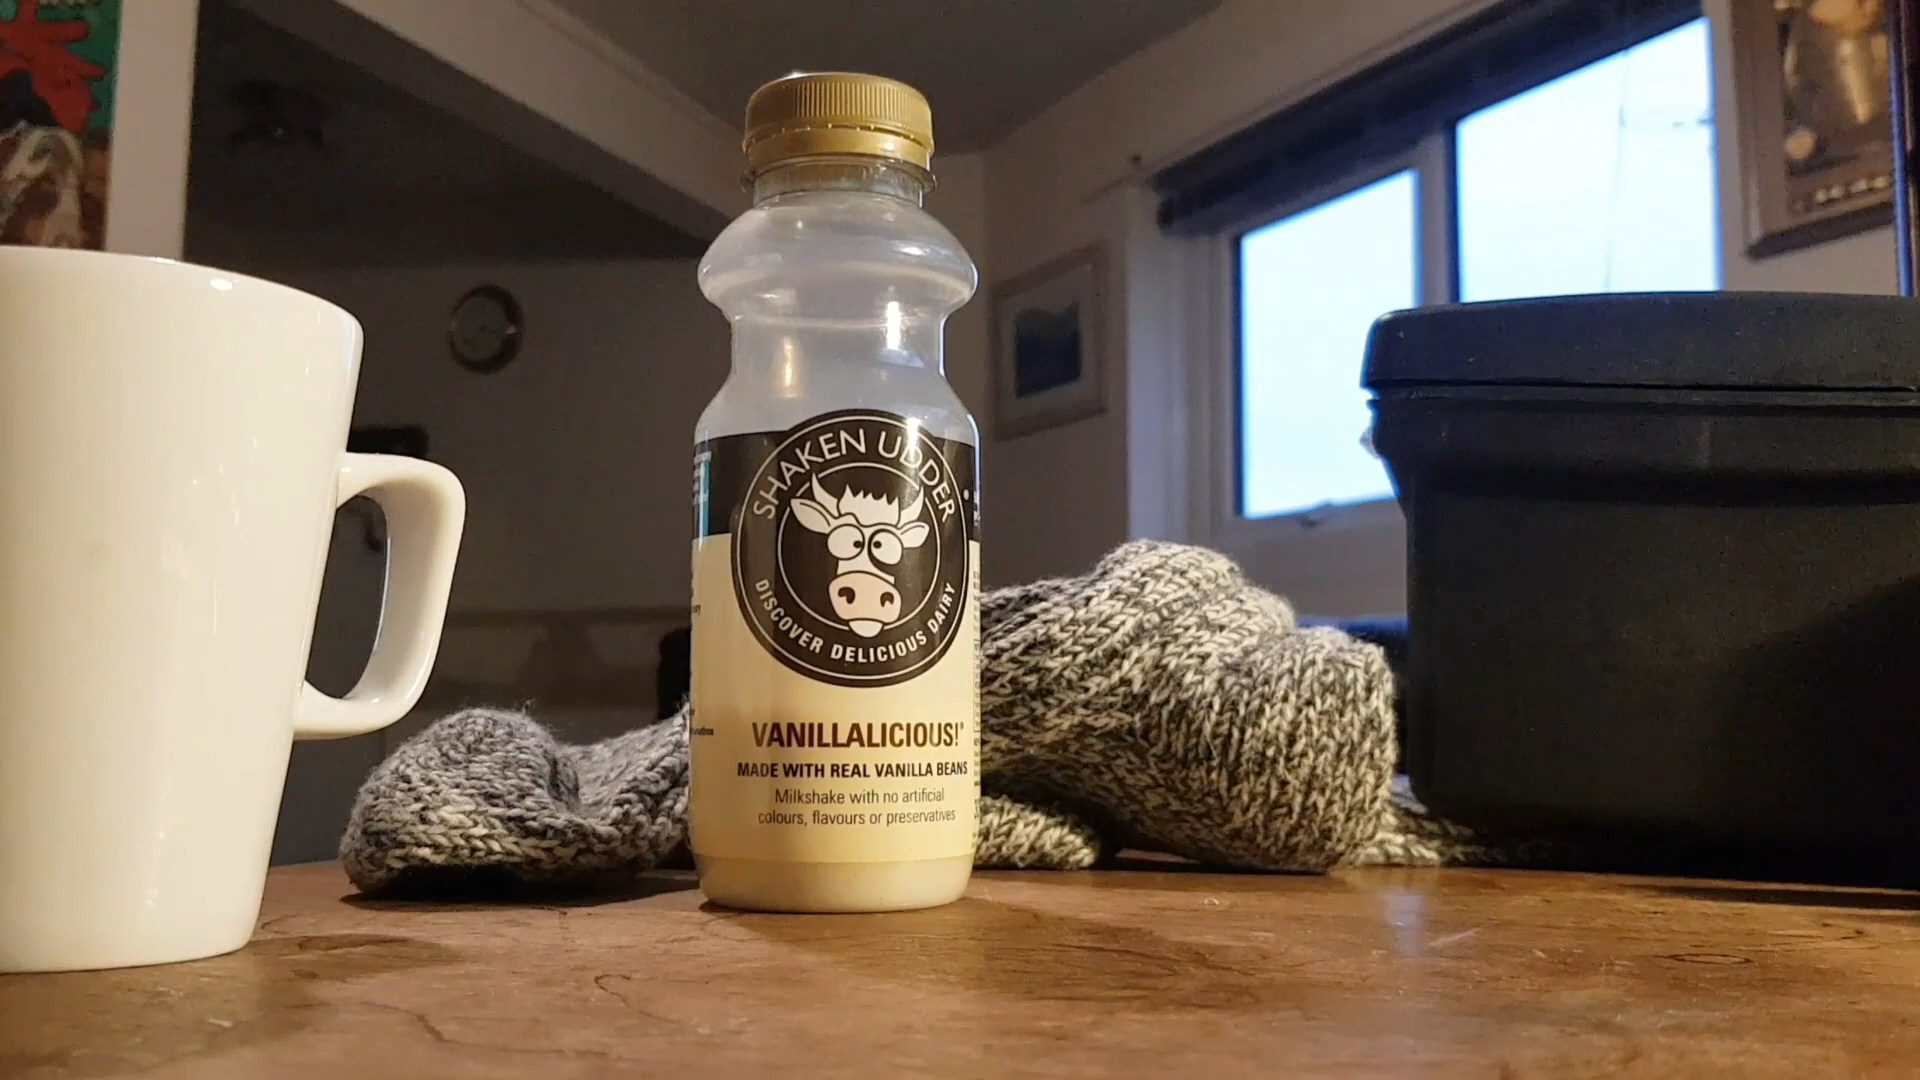 SHAKEN UDDER
®
DISCOVER DELICIOUS DAIRY
VANILLALICIOUS!®
MADE WITH REAL VANILLA BEANS
Milkshake with no artificial
colours, flavours or preservatives